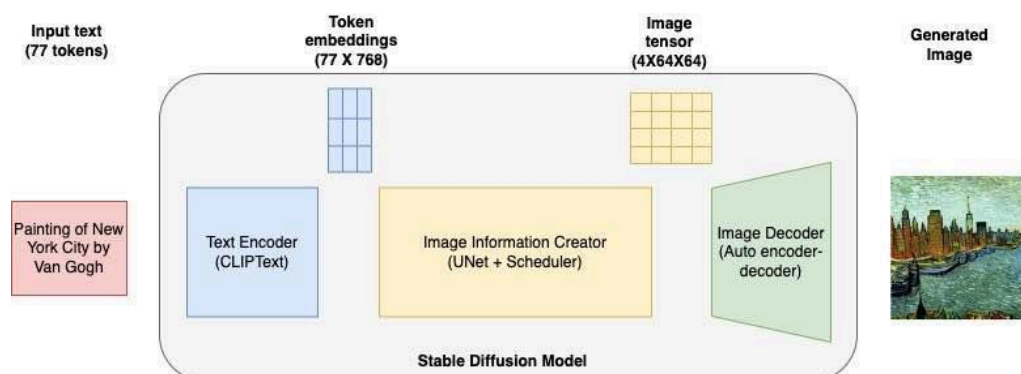 Input text
(77 tokens)
Token
embeddings
(77 X 768)
Image
tensor
(4X64X64)
Generated
Image
Painting of New
York City by
Van Gogh
Text Encoder
(CLIPText)
Image Information Creator
(UNet + Scheduler)
Image Decoder
(Auto encoder-
decoder)
Stable Diffusion Model